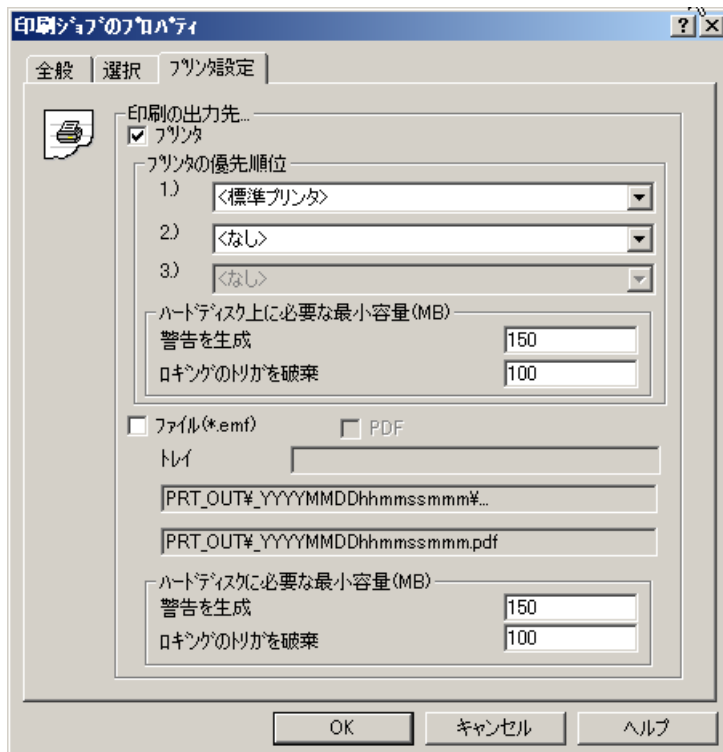 印刷ｼﾞｮﾌﾞのﾌﾟﾛﾊﾟﾃｨ
全般 選択 ﾌﾟﾘﾝﾀ設定
印刷の出力先...
ﾌﾟﾘﾝﾀ
ﾌﾟﾘﾝﾀの優先順位
1.) <標準プリンタ>
2.) <なし>
3.) <なし>
ﾊｰﾄﾞﾃﾞｨｽｸ上に必要な最小容量(MB)
警告を生成 150
ﾛｷﾞﾝｸﾞのﾄﾘｶﾞを破棄 100
ﾌｧｲﾙ(*.emf) PDF
ﾄﾚｲ
PRT_OUT¥_YYYYMMDDhhmmssmmm¥...
PRT_OUT¥_YYYYMMDDhhmmssmmm.pdf
ﾊｰﾄﾞﾃﾞｨｽｸに必要な最小容量(MB)
警告を生成 150
ﾛｷﾞﾝｸﾞのﾄﾘｶﾞを破棄 100
OK キャンセル ヘルプ